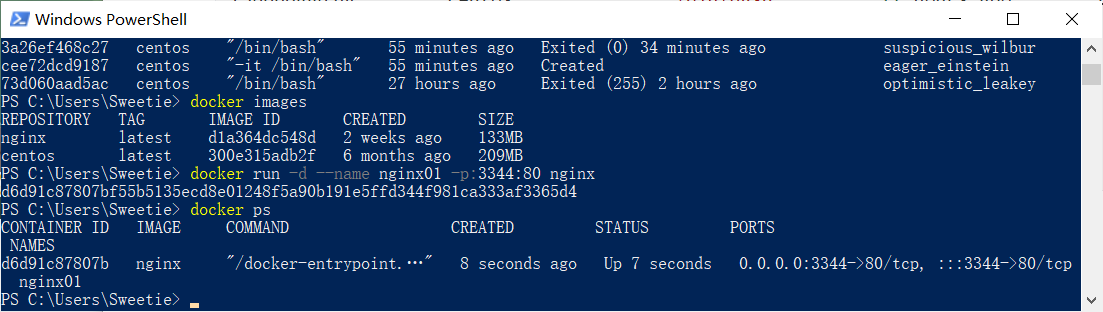 Windows PowerShell
3a26ef468c27 centos "/bin/bash" 55 minutes ago Exited (0) 34 minutes ago suspicious_wilbur
cee72dcd9187 centos "-it /bin/bash" 55 minutes ago Created eager_einstein
73d060aad5ac centos "/bin/bash" 27 hours ago Exited (255) 2 hours ago optimistic_leakey
PS C:\Users\Sweetie> docker images
REPOSITORY TAG IMAGE ID CREATED SIZE
nginx latest d1a364dc548d 2 weeks ago 133MB
centos latest 300e315adb2f 6 months ago 209MB
PS C:\Users\Sweetie> docker run -d --name nginx01 -p:3344:80 nginx
d6d91c87807bf55b5135ecd8e01248f5a90b191e5ffd344f981ca333af3365d4
PS C:\Users\Sweetie> docker ps
CONTAINER ID IMAGE COMMAND CREATED STATUS PORTS
NAMES
d6d91c87807b nginx "/docker-entrypoint.…" 8 seconds ago Up 7 seconds 0.0.0.0:3344->80/tcp, :::3344->80/tcp
nginx01
PS C:\Users\Sweetie>